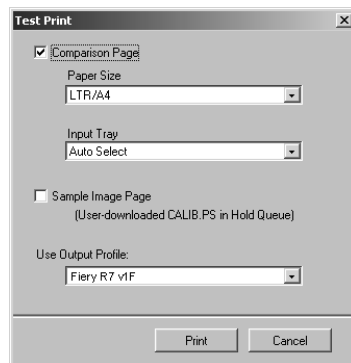 Test Print
Comparison Page
Paper Size
LTR/A4
Input Tray
Auto Select
Sample Image Page
(User-downloaded CALIB.PS in Hold Queue)
Use Output Profile:
Fiery R7 v1F
Print Cancel